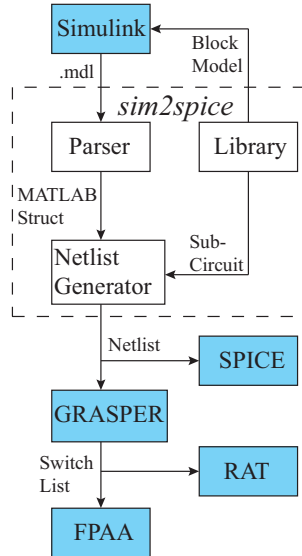 Simulink
Block
Model
.mdl
sim2spice
Parser
Library
MATLAB
Struct
Sub-
Circuit
Netlist
Generator
Netlist
SPICE
GRASPER
Switch
List
RAT
FPAA